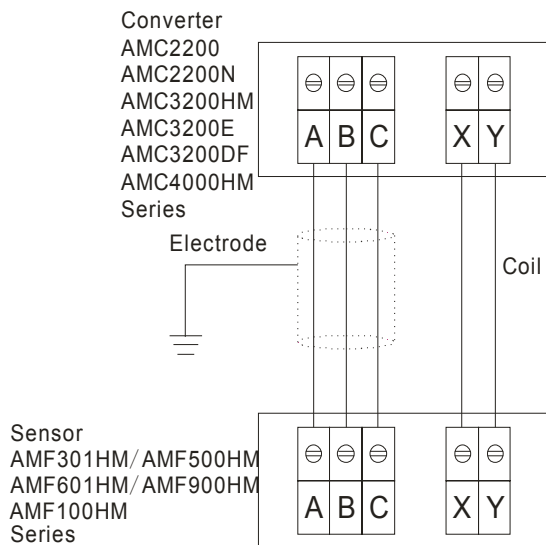 Converter
AMC2200
AMC2200N
AMC3200HM
AMC3200E
AMC3200DF
AMC4000HM
Series
A B C X Y
Electrode
Coil
Sensor
AMF301HM/AMF500HM
AMF601HM/AMF900HM
AMF100HM
Series
A B C X Y